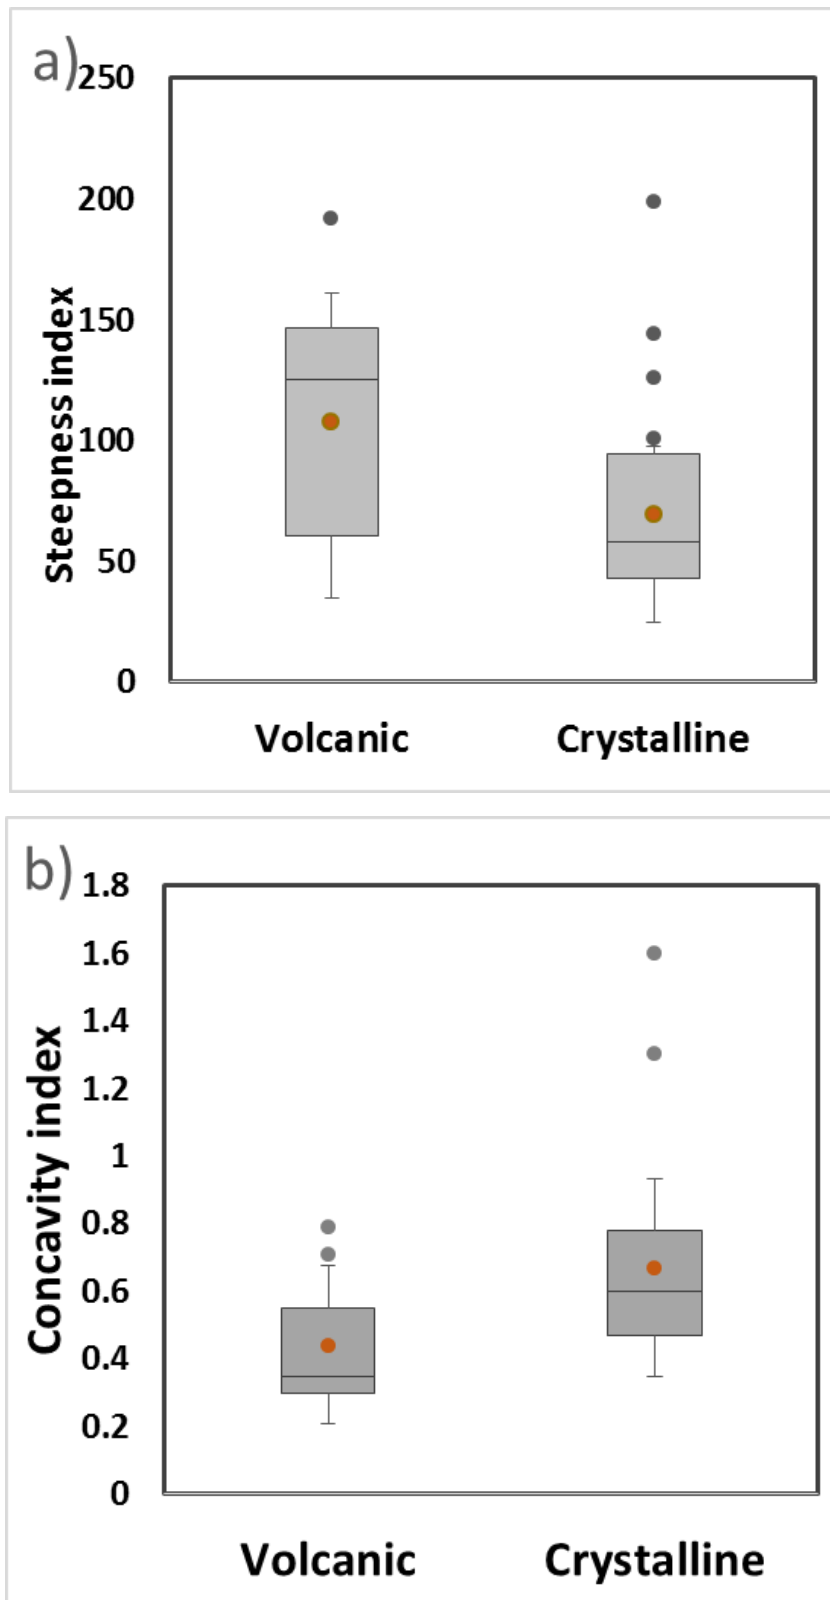 a)
250
200
150
100
50
0
Steepness index
Volcanic Crystalline
b)
1.8
1.6
1.4
1.2
1
0.8
0.6
0.4
0.2
0
Concavity index
Volcanic Crystalline